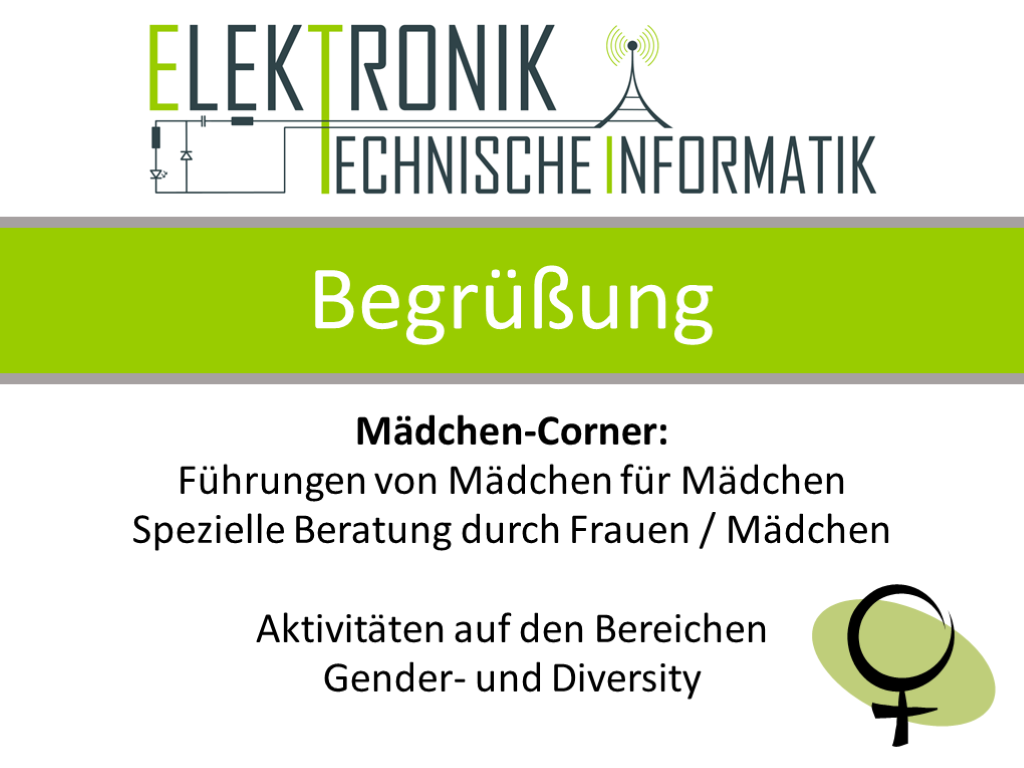 ELEKTRONIK
TECHNISCHE INFORMATIK
Begrüßung
Mädchen-Corner:
Führungen von Mädchen für Mädchen
Spezielle Beratung durch Frauen / Mädchen
Aktivitäten auf den Bereichen
Gender- und Diversity